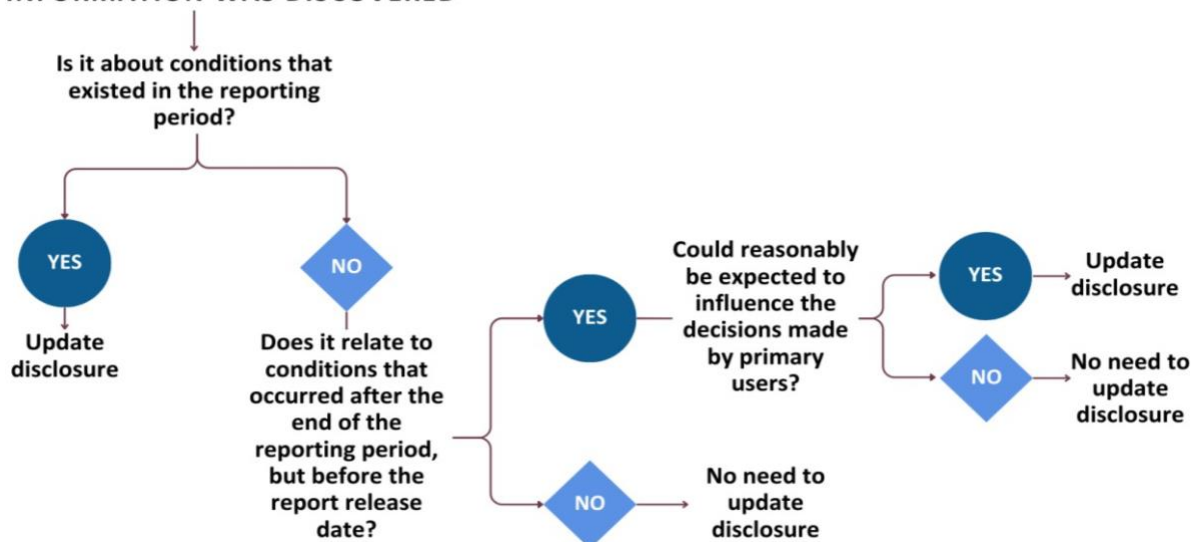 INFORMATION WAS DISCOVERED
Is it about conditions that
existed in the reporting
period?
YES
Update
disclosure
NO
Does it relate to
conditions that
occurred after the
end of the
reporting period,
but before the
report release
date?
YES
Could reasonably
be expected to
influence the
decisions made
by primary
users?
YES
Update
disclosure
NO
No need to
update
disclosure
NO
No need to
update
disclosure